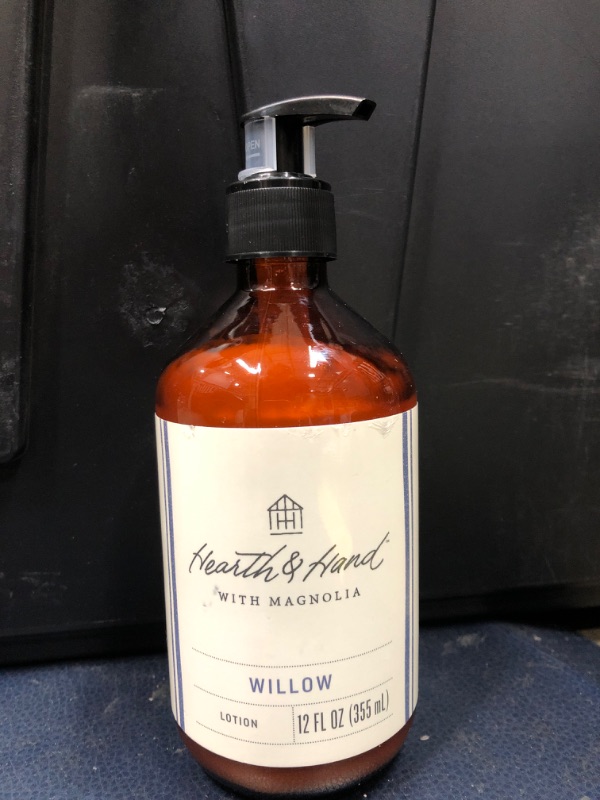 Hearth & Hand
WITH MAGNOLIA
WILLOW
LOTION
12 FL OZ (355 mL)